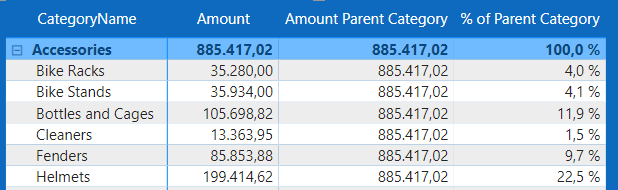 CategoryName Amount Amount Parent Category % of Parent Category
Accessories 885.417,02 885.417,02 100,0 %
Bike Racks 35.280,00 885.417,02 4,0 %
Bike Stands 35.934,00 885.417,02 4,1 %
Bottles and Cages 105.698,82 885.417,02 11,9 %
Cleaners 13.363,95 885.417,02 1,5 %
Fenders 85.853,88 885.417,02 9,7 %
Helmets 199.414,62 885.417,02 22,5 %